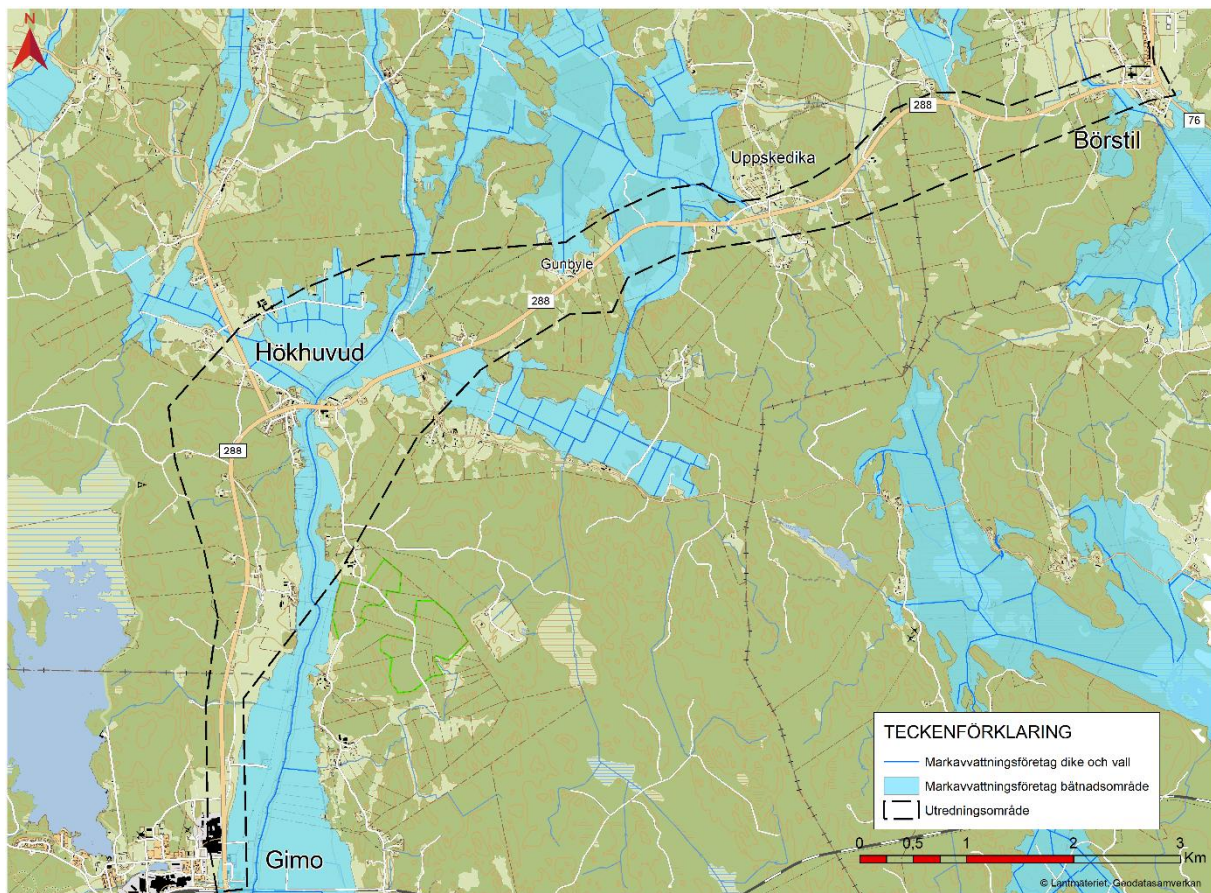 N
288
76
Börstil
Uppskedika
Gunbyle
288
Hökhuvud
288
Gimo
TECKENFÖRKLARING
Markavvattningsföretag dike och vall
Markavvattningsföretag båtnadsområde
Utredningsområde
0 0,5 1 2 3
Km
© Lantmäteriet, Geodatasamverkan